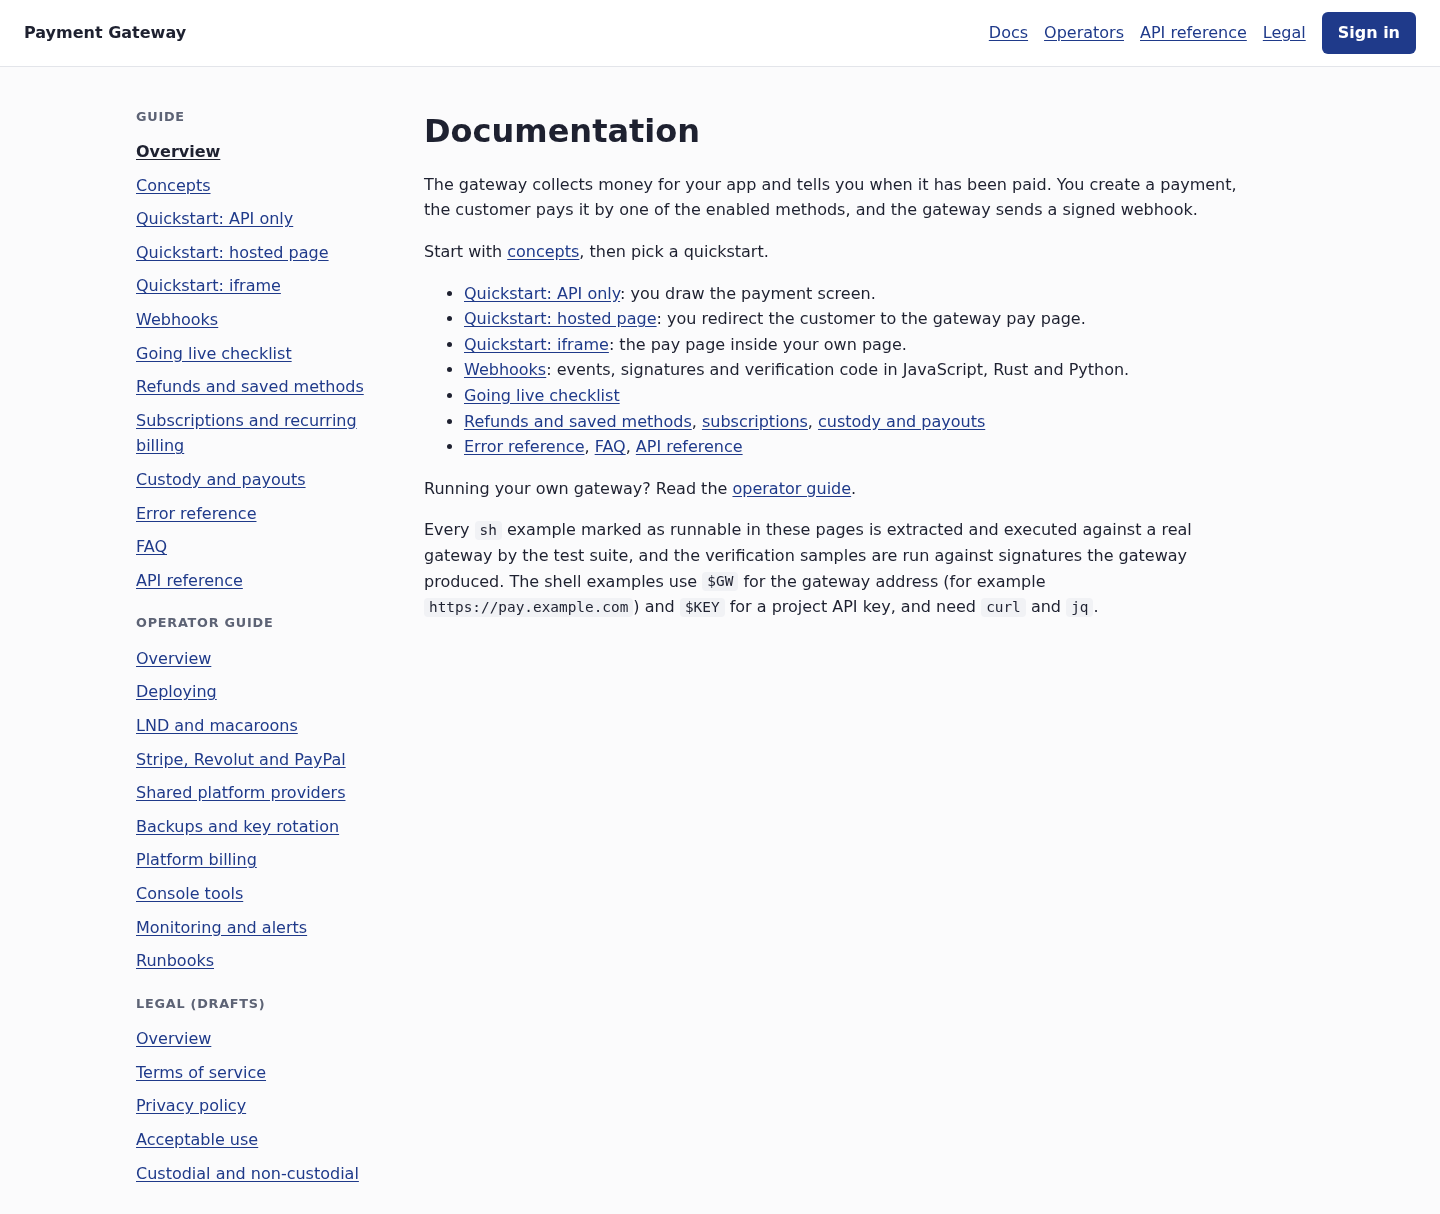 Payment Gateway
Docs Operators API reference Legal Sign in
GUIDE
Overview
Concepts
Quickstart: API only
Quickstart: hosted page
Quickstart: iframe
Webhooks
Going live checklist
Refunds and saved methods
Subscriptions and recurring
billing
Custody and payouts
Error reference
FAQ
API reference
OPERATOR GUIDE
Overview
Deploying
LND and macaroons
Stripe, Revolut and PayPal
Shared platform providers
Backups and key rotation
Platform billing
Console tools
Monitoring and alerts
Runbooks
LEGAL (DRAFTS)
Overview
Terms of service
Privacy policy
Acceptable use
Custodial and non-custodial
Documentation
The gateway collects money for your app and tells you when it has been paid. You create a payment,
the customer pays it by one of the enabled methods, and the gateway sends a signed webhook.
Start with concepts, then pick a quickstart.
• Quickstart: API only: you draw the payment screen.
• Quickstart: hosted page: you redirect the customer to the gateway pay page.
• Quickstart: iframe: the pay page inside your own page.
• Webhooks: events, signatures and verification code in JavaScript, Rust and Python.
• Going live checklist
• Refunds and saved methods, subscriptions, custody and payouts
• Error reference, FAQ, API reference
Running your own gateway? Read the operator guide.
Every sh example marked as runnable in these pages is extracted and executed against a real
gateway by the test suite, and the verification samples are run against signatures the gateway
produced. The shell examples use $GW for the gateway address (for example
https://pay.example.com) and $KEY for a project API key, and need curl and jq.